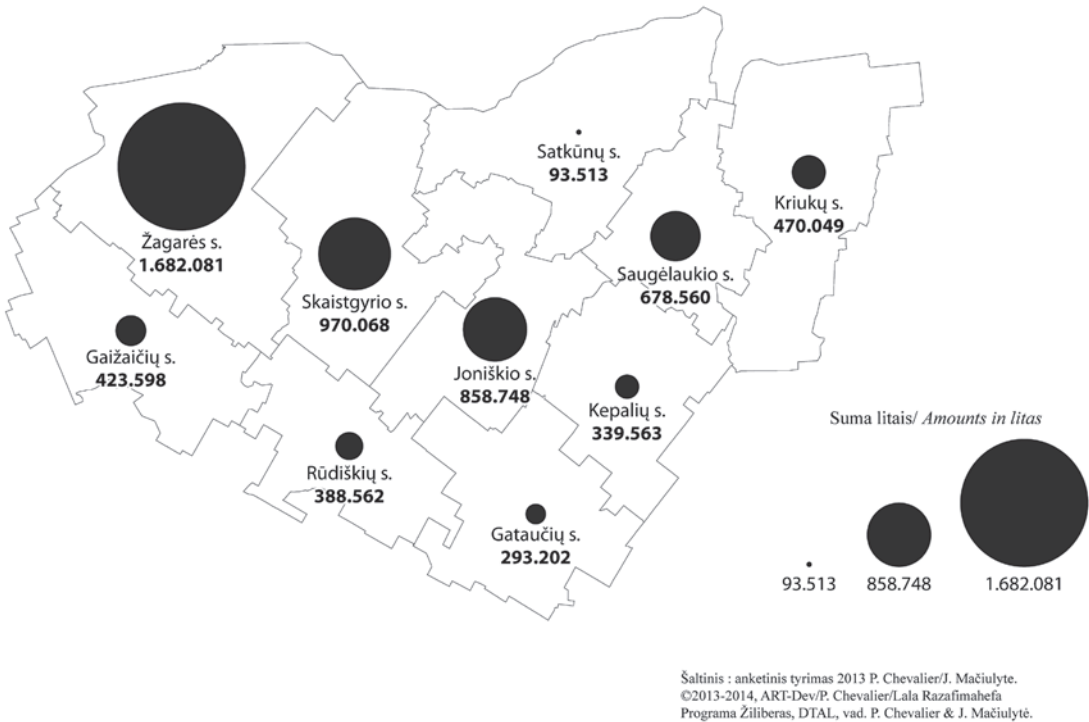 Satkūnų s.
93.513
Kriukų s.
470.049
Žagarės s.
1.682.081
Saugėlaukio s.
678.560
Skaistgyrio s.
970.068
Gaižaičių s.
423.598
Joniškio s.
858.748
Kepalių s.
339.563
Rūdiškių s.
388.562
Gataučių s.
293.202
Suma litais/ Amounts in litas
93.513
858.748
1.682.081
Šaltinis : anketinis tyrimas 2013 P. Chevalier/J. Mačiulyte.
©2013-2014, ART-Dev/P. Chevalier/Lala Razafimahefa
Programa Žiliberas, DTAL, vad. P. Chevalier & J. Mačiulytė.